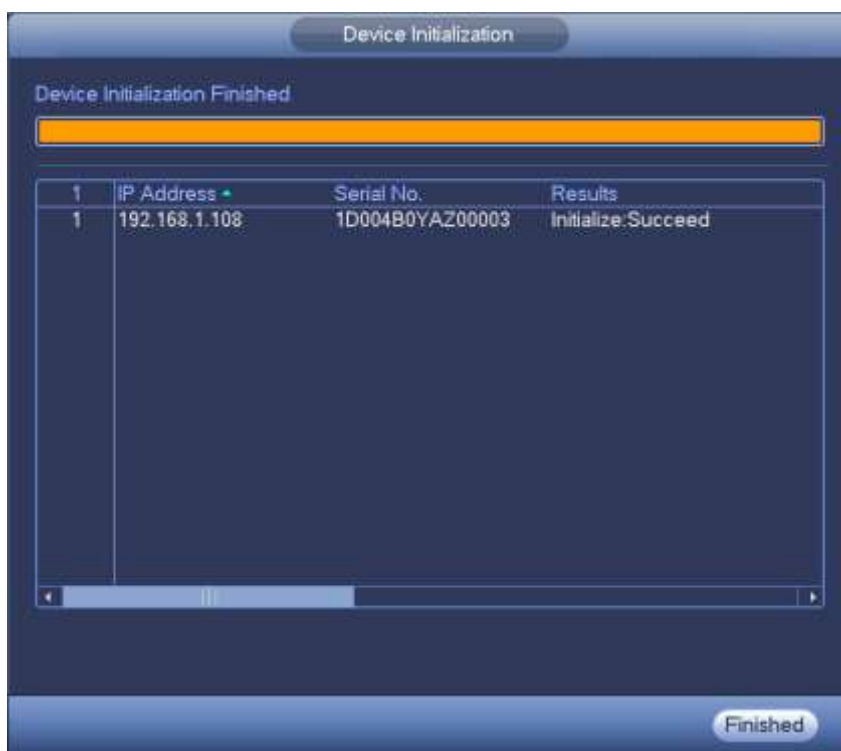 Device Initialization
Device Initialization Finished
1 IP Address Serial No. Results
1 192.168.1.108 1D004B0YAZ00003 Initialize:Succeed
Finished